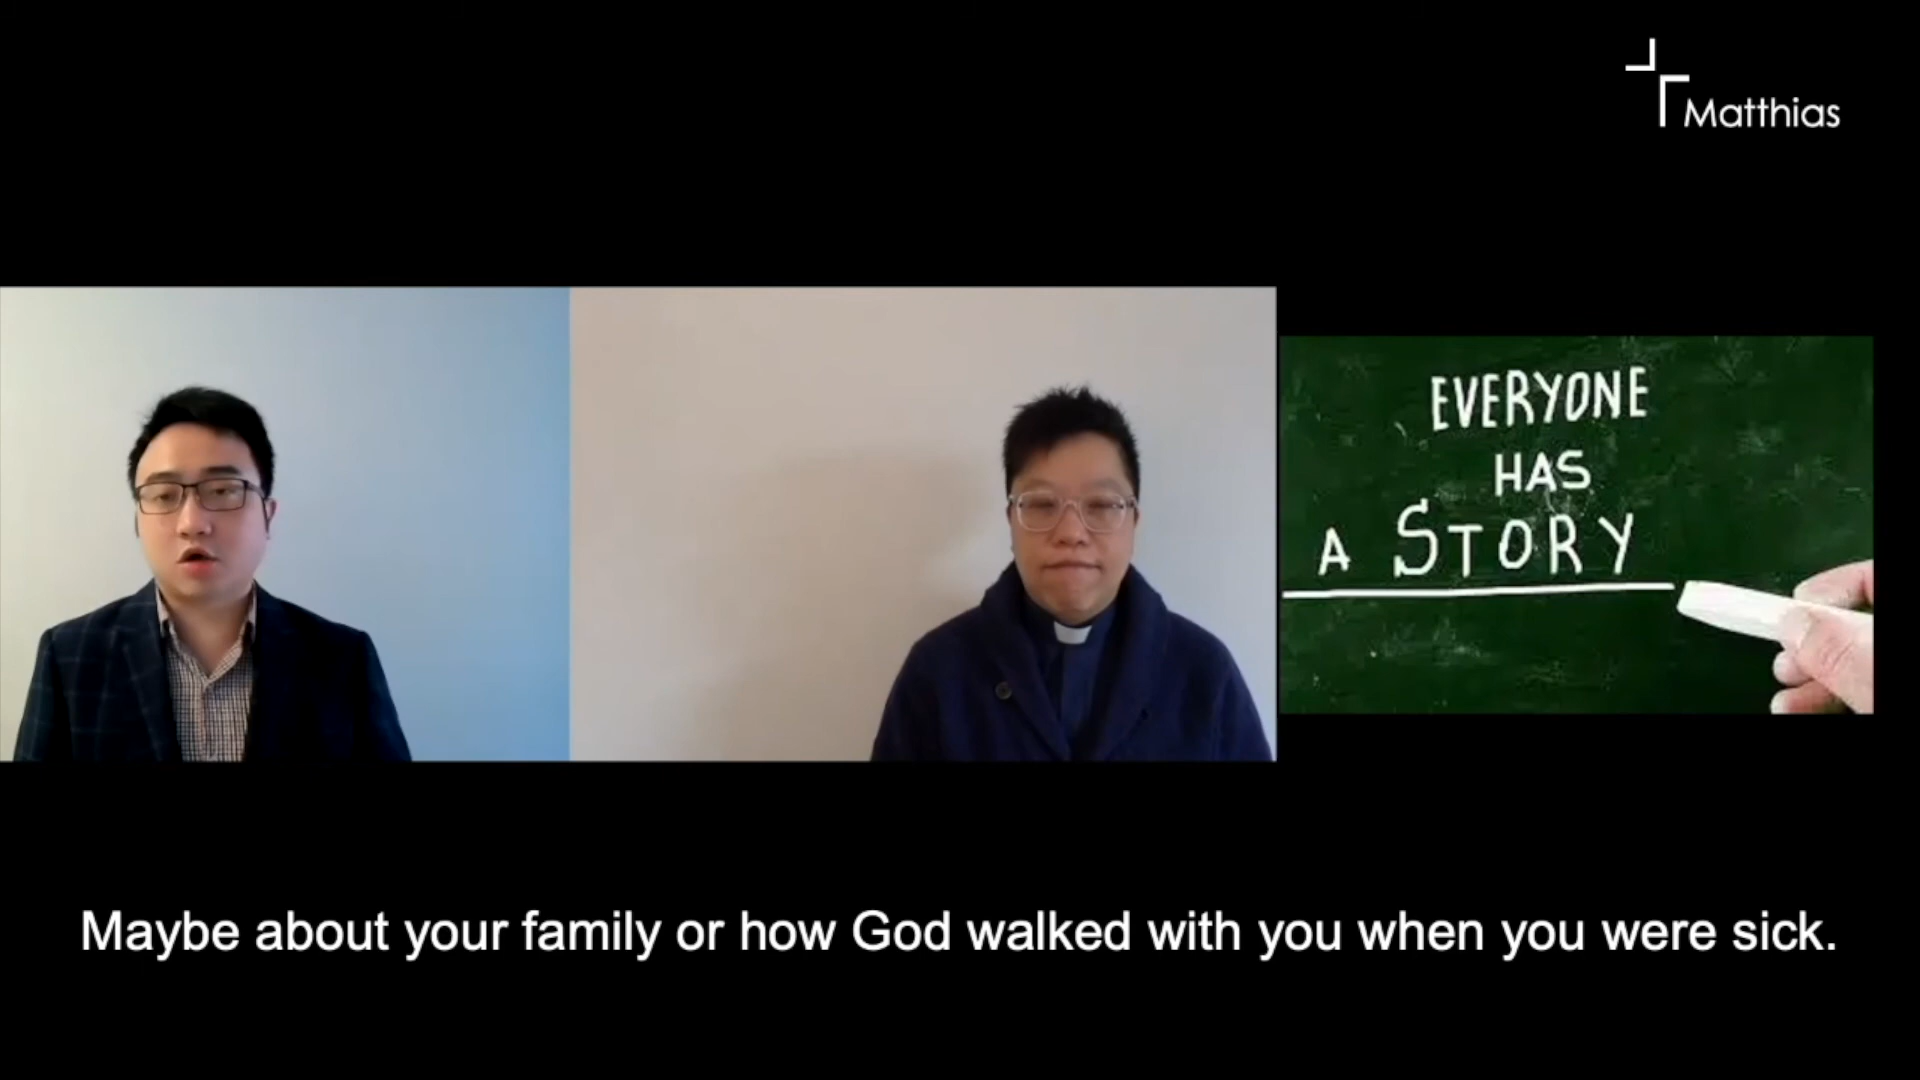 Matthias
EVERYONE
HAS
A STORY
Maybe about your family or how God walked with you when you were sick.